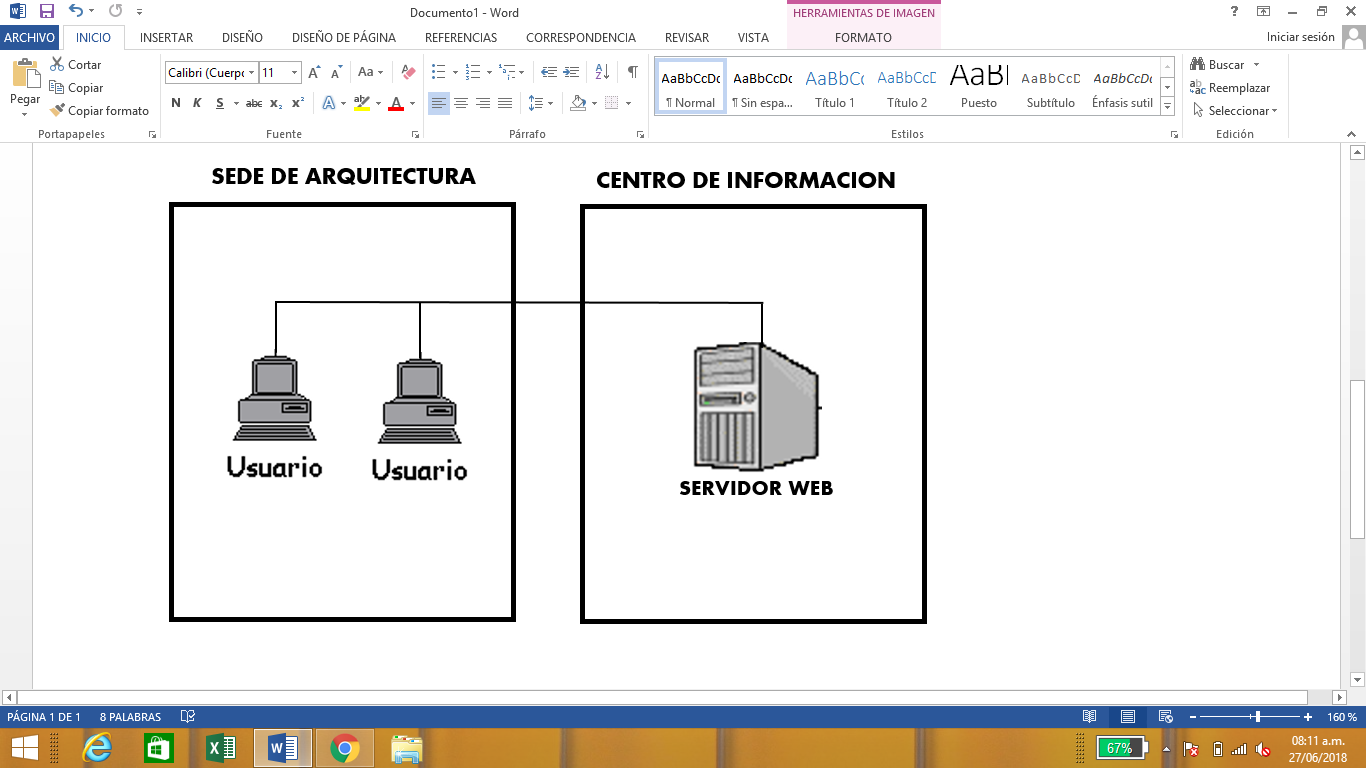 Documento1 - Word
HERRAMIENTAS DE IMAGEN
?
ARCHIVO INICIO INSERTAR DISEÑO DISEÑO DE PÁGINA REFERENCIAS CORRESPONDENCIA REVISAR VISTA FORMATO Iniciar sesión
Pegar
Cortar
Copiar
Copiar formato
Portapapeles
Calibri (Cuerpo 11
N K S abc x₂ x²
Aa
Fuente
Párrafo
AaBbCcDc AaBbCcDc AaBbCc AaBbCcD AaBl AaBbCcD AaBbCcDc
¶ Normal ¶ Sin espa... Título 1 Título 2 Puesto Subtítulo Énfasis sutil
Estilos
Buscar
Reemplazar
Seleccionar
Edición
SEDE DE ARQUITECTURA
CENTRO DE INFORMACION
Usuario
Usuario
SERVIDOR WEB
PÁGINA 1 DE 1 8 PALABRAS 160 %
67%
08:11 a.m.
27/06/2018